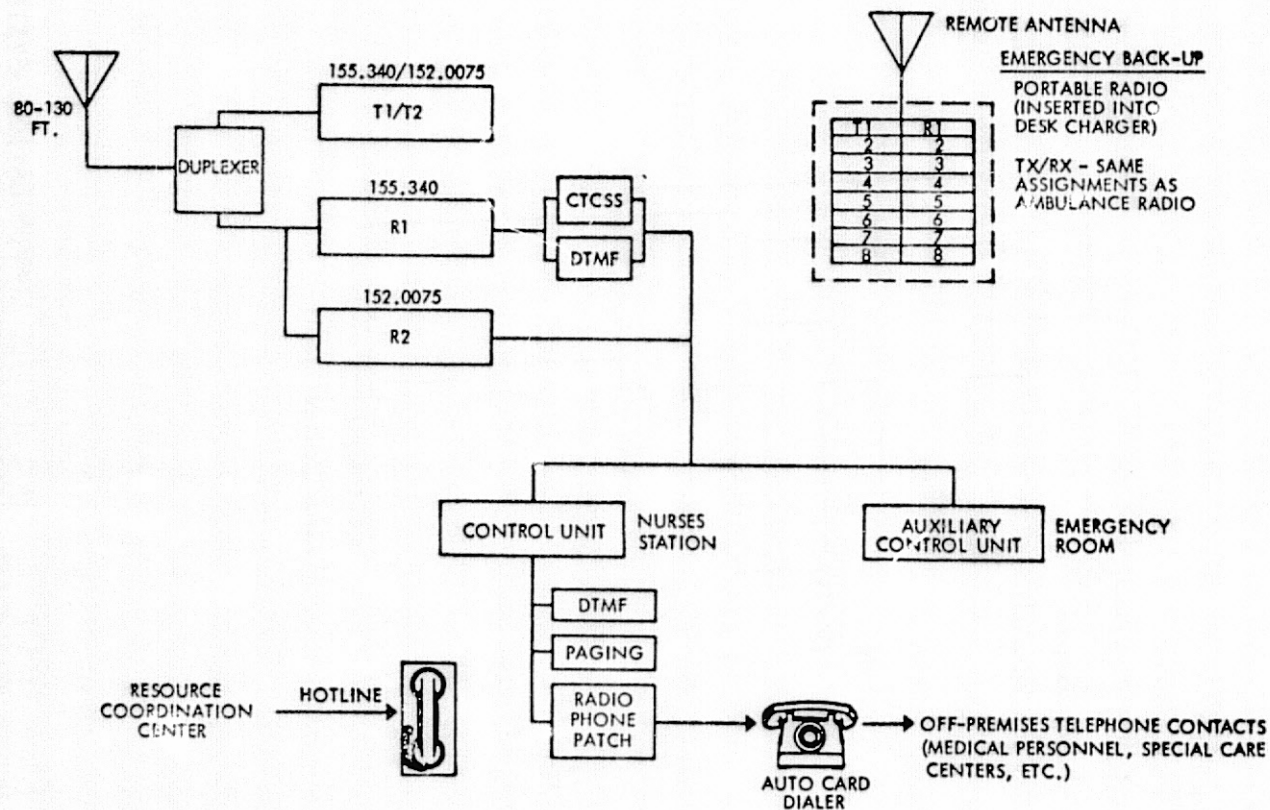 80-130
FT.
DUPLEXER
155.340/152.0075
T1/T2
155.340
R1
152.0075
R2
CTCSS
DTMF
REMOTE ANTENNA
EMERGENCY BACK-UP
PORTABLE RADIO
(INSERTED INTO
DESK CHARGER)
TX/RX - SAME
ASSIGNMENTS AS
AMBULANCE RADIO
T1 R1
2 2
3 3
4 4
5 5
6 6
7 7
8 8
CONTROL UNIT
NURSES
STATION
AUXILIARY
CONTROL UNIT
EMERGENCY
ROOM
DTMF
PAGING
RADIO
PHONE
PATCH
RESOURCE
COORDINATION
CENTER
HOTLINE
AUTO CARD
DIALER
OFF-PREMISES TELEPHONE CONTACTS
(MEDICAL PERSONNEL, SPECIAL CARE
CENTERS, ETC.)